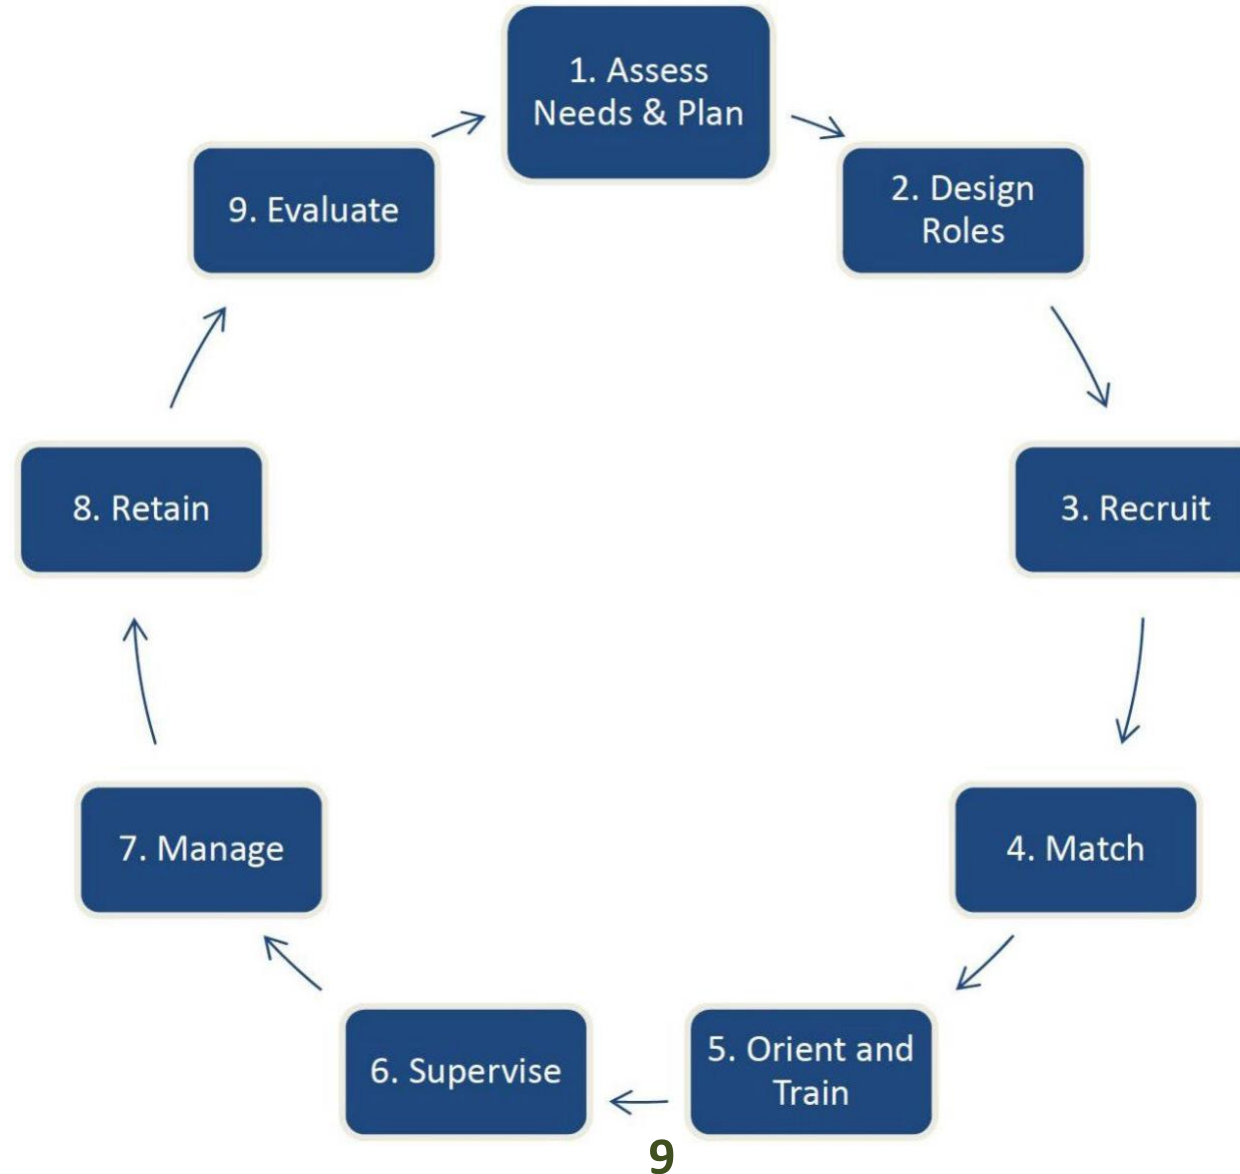 1. Assess
Needs & Plan
2. Design
Roles
3. Recruit
4. Match
5. Orient and
Train
6. Supervise
7. Manage
8. Retain
9. Evaluate
9